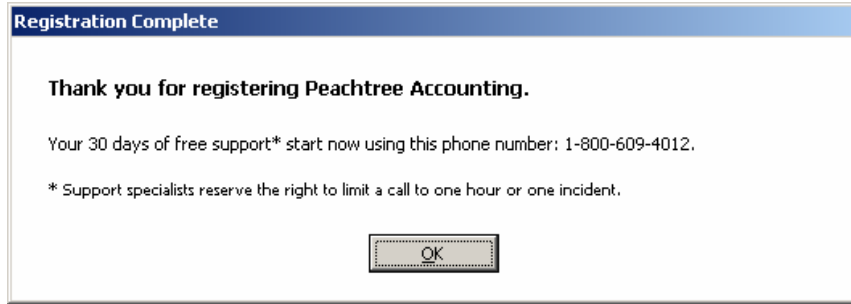 Registration Complete
Thank you for registering Peachtree Accounting.
Your 30 days of free support* start now using this phone number: 1-800-609-4012.
* Support specialists reserve the right to limit a call to one hour or one incident.
OK